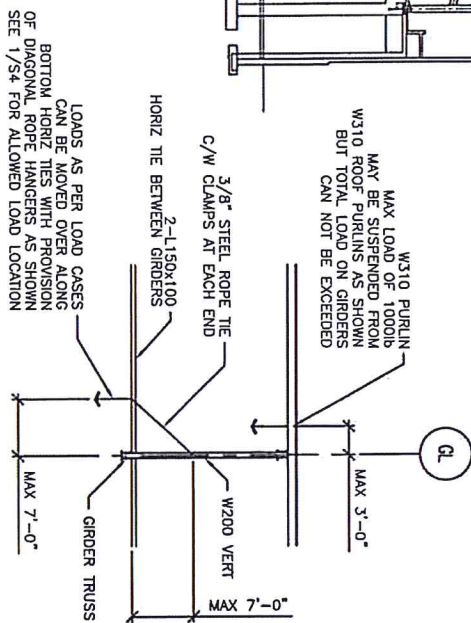 W310 PURLIN
MAX LOAD OF 1000lb
MAY BE SUSPENDED FROM
W310 ROOF PURLINS AS SHOWN
BUT TOTAL LOAD ON GIRDERS
CAN NOT BE EXCEEDED
GL
MAX 3'-0"
3/8" STEEL ROPE TIE
C/W CLAMPS AT EACH END
W200 VERT
2-L150x100
HORIZ TIE BETWEEN GIRDERS
MAX 7'-0"
GIRDER TRUSS
LOADS AS PER LOAD CASES
CAN BE MOVED OVER ALONG
BOTTOM HORIZ TIES WITH PROVISION
OF DIAGONAL ROPE HANGERS AS SHOWN
SEE 1/S4 FOR ALLOWED LOAD LOCATION
MAX 7'-0"